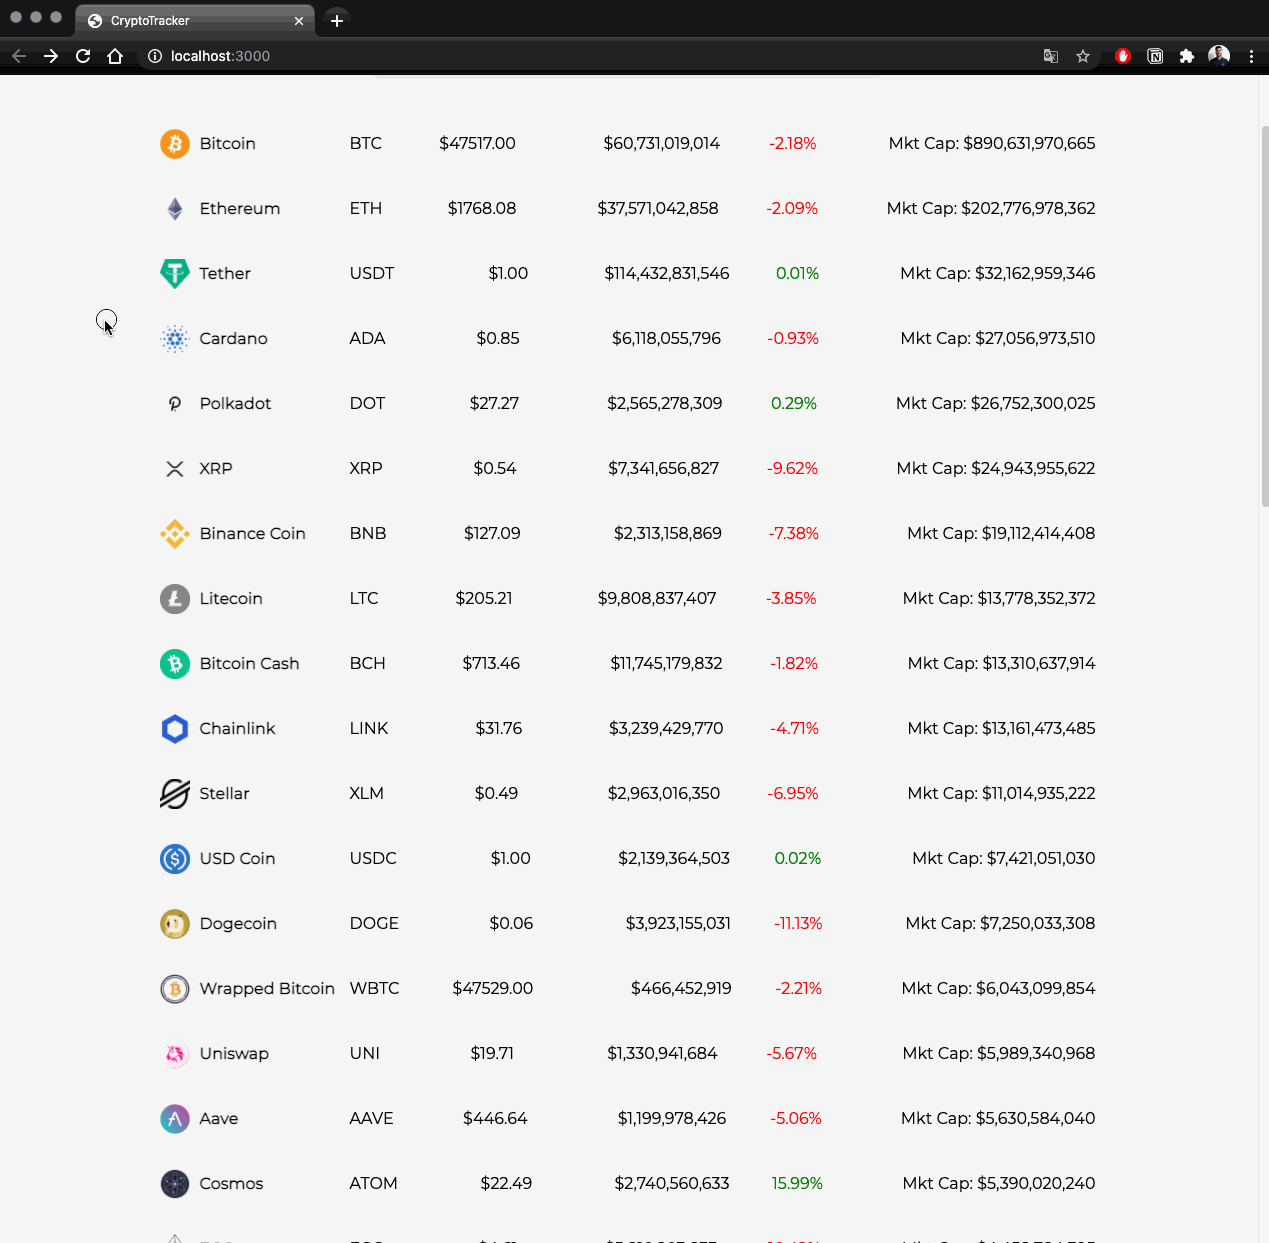 CryptoTracker
localhost:3000
Bitcoin BTC $47517.00 $60,731,019,014 -2.18% Mkt Cap: $890,631,970,665
Ethereum ETH $1768.08 $37,571,042,858 -2.09% Mkt Cap: $202,776,978,362
Tether USDT $1.00 $114,432,831,546 0.01% Mkt Cap: $32,162,959,346
Cardano ADA $0.85 $6,118,055,796 -0.93% Mkt Cap: $27,056,973,510
Polkadot DOT $27.27 $2,565,278,309 0.29% Mkt Cap: $26,752,300,025
XRP XRP $0.54 $7,341,656,827 -9.62% Mkt Cap: $24,943,955,622
Binance Coin BNB $127.09 $2,313,158,869 -7.38% Mkt Cap: $19,112,414,408
Litecoin LTC $205.21 $9,808,837,407 -3.85% Mkt Cap: $13,778,352,372
Bitcoin Cash BCH $713.46 $11,745,179,832 -1.82% Mkt Cap: $13,310,637,914
Chainlink LINK $31.76 $3,239,429,770 -4.71% Mkt Cap: $13,161,473,485
Stellar XLM $0.49 $2,963,016,350 -6.95% Mkt Cap: $11,014,935,222
USD Coin USDC $1.00 $2,139,364,503 0.02% Mkt Cap: $7,421,051,030
Dogecoin DOGE $0.06 $3,923,155,031 -11.13% Mkt Cap: $7,250,033,308
Wrapped Bitcoin WBTC $47529.00 $466,452,919 -2.21% Mkt Cap: $6,043,099,854
Uniswap UNI $19.71 $1,330,941,684 -5.67% Mkt Cap: $5,989,340,968
Aave AAVE $446.64 $1,199,978,426 -5.06% Mkt Cap: $5,630,584,040
Cosmos ATOM $22.49 $2,740,560,633 15.99% Mkt Cap: $5,390,020,240